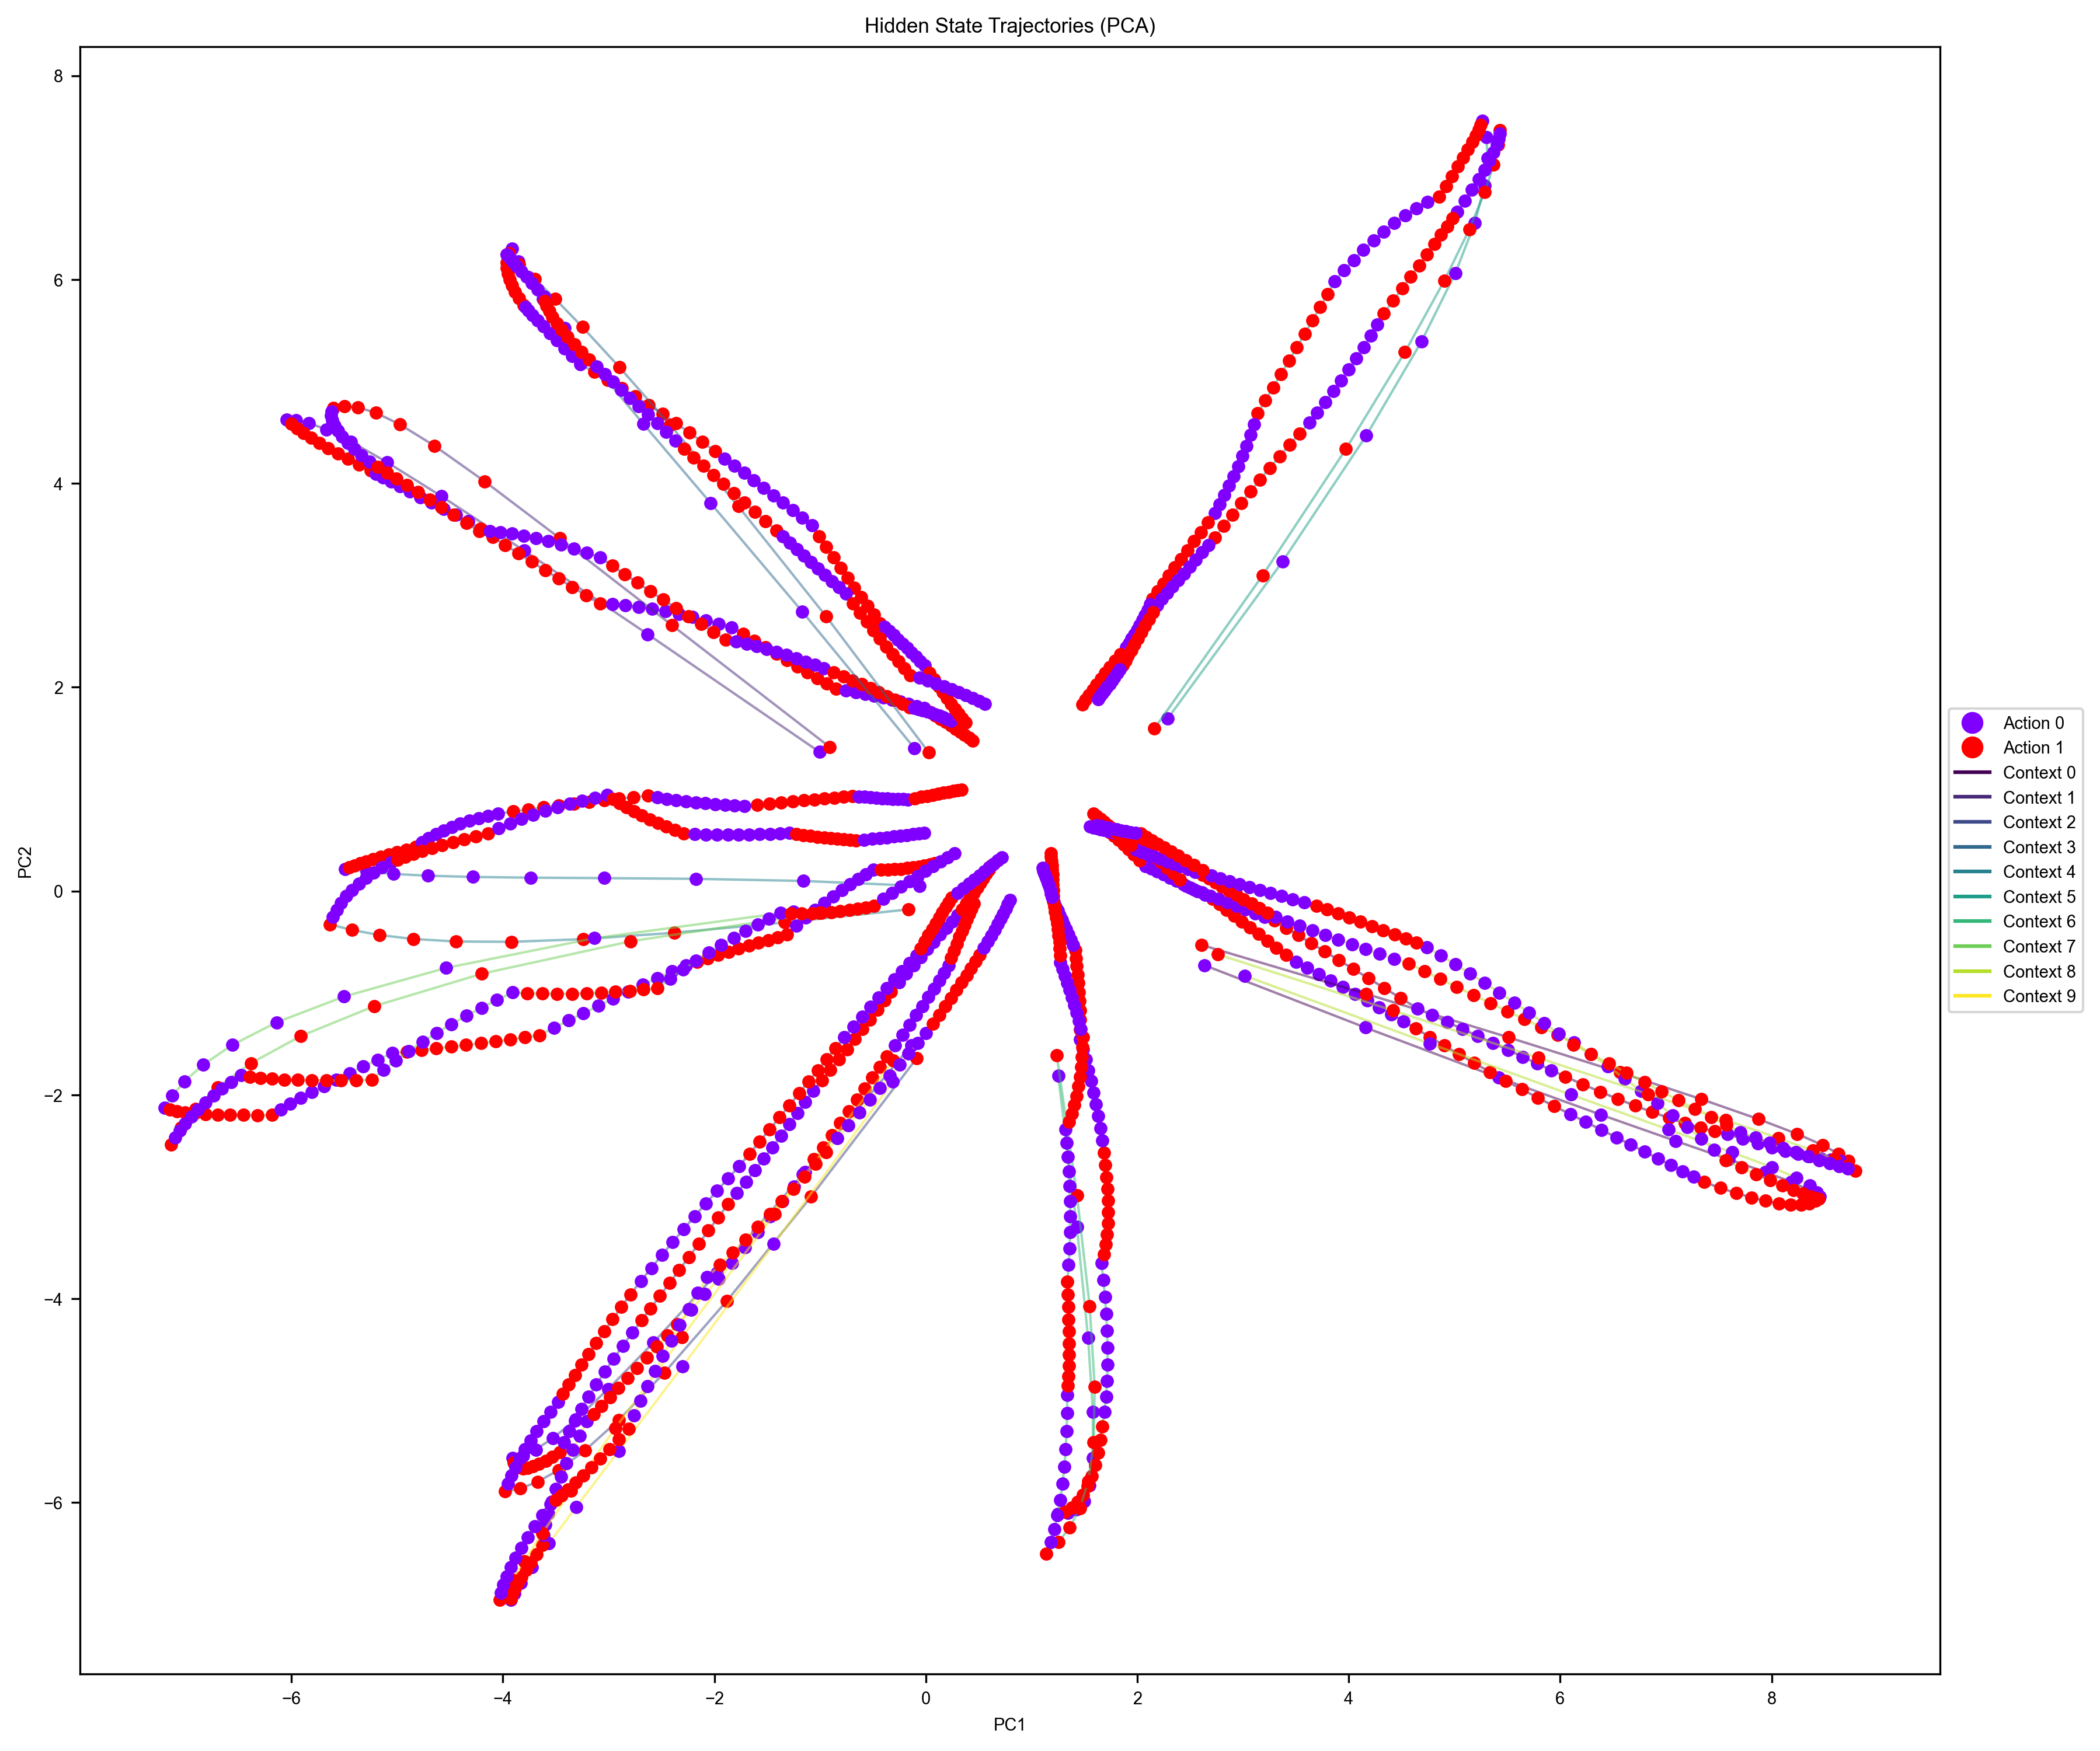 Hidden State Trajectories (PCA)
8
6
4
2
0
−2
−4
−6
PC2
−6
−4
−2
0
2
4
6
8
PC1
Action 0
Action 1
Context 0
Context 1
Context 2
Context 3
Context 4
Context 5
Context 6
Context 7
Context 8
Context 9